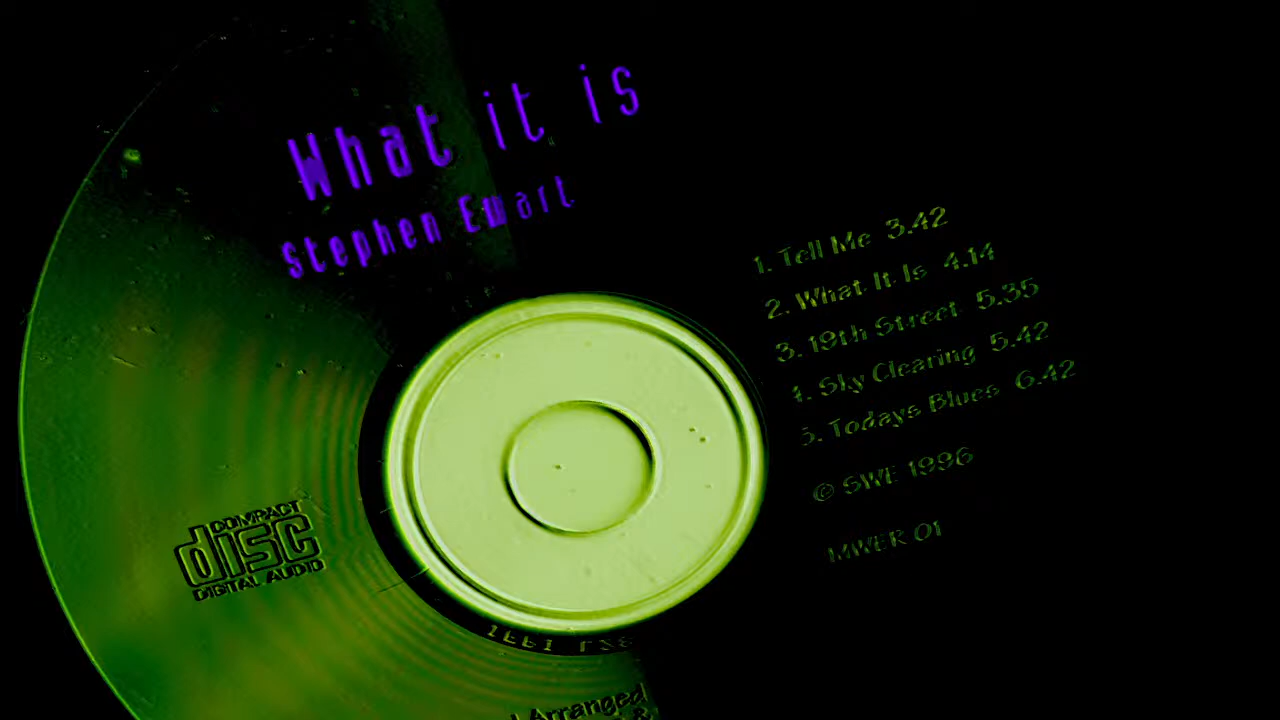 What it is
Stephen Ewart
1. Tell Me 3.42
2. What It Is 4.14
3. 19th Street 5.35
4. Sky Clearing 5.42
5. Todays Blues 6.42
© SWE 1996
MWER 01
COMPACT
disc
DIGITAL AUDIO
Arranged
&